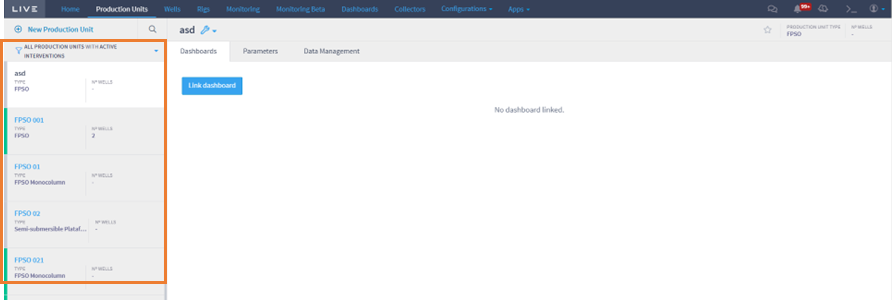 LIVE Home Production Units Wells Rigs Monitoring Monitoring Beta Dashboards Collectors Configurations Apps 99+ >_
New Production Unit
ALL PRODUCTION UNITS WITH ACTIVE
INTERVENTIONS
asd
TYPE Nº WELLS
FPSO -
FPSO 001
TYPE Nº WELLS
FPSO 2
FPSO 01
TYPE Nº WELLS
FPSO Monocolumn -
FPSO 02
TYPE Nº WELLS
Semi-submersible Plataf... -
FPSO 021
TYPE Nº WELLS
FPSO Monocolumn -
asd
PRODUCTION UNIT TYPE Nº WELLS
FPSO -
Dashboards Parameters Data Management
Link dashboard
No dashboard linked.